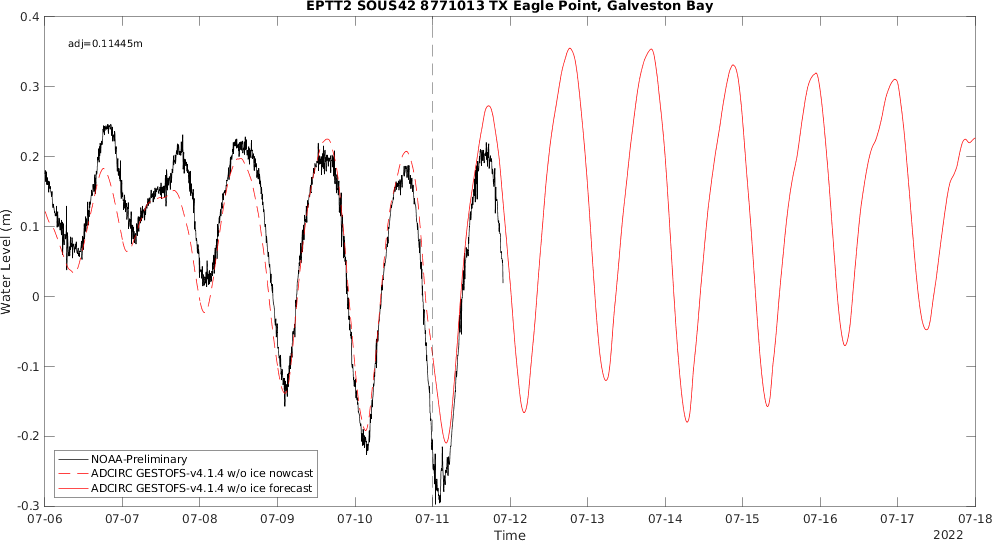 EPTT2 SOUS42 8771013 TX Eagle Point, Galveston Bay
adj=0.11445m
Water Level (m)
0.4
0.3
0.2
0.1
0
-0.1
-0.2
-0.3
NOAA-Preliminary
ADCIRC GESTOFS-v4.1.4 w/o ice nowcast
ADCIRC GESTOFS-v4.1.4 w/o ice forecast
07-06 07-07 07-08 07-09 07-10 07-11 07-12 07-13 07-14 07-15 07-16 07-17 07-18
Time
2022